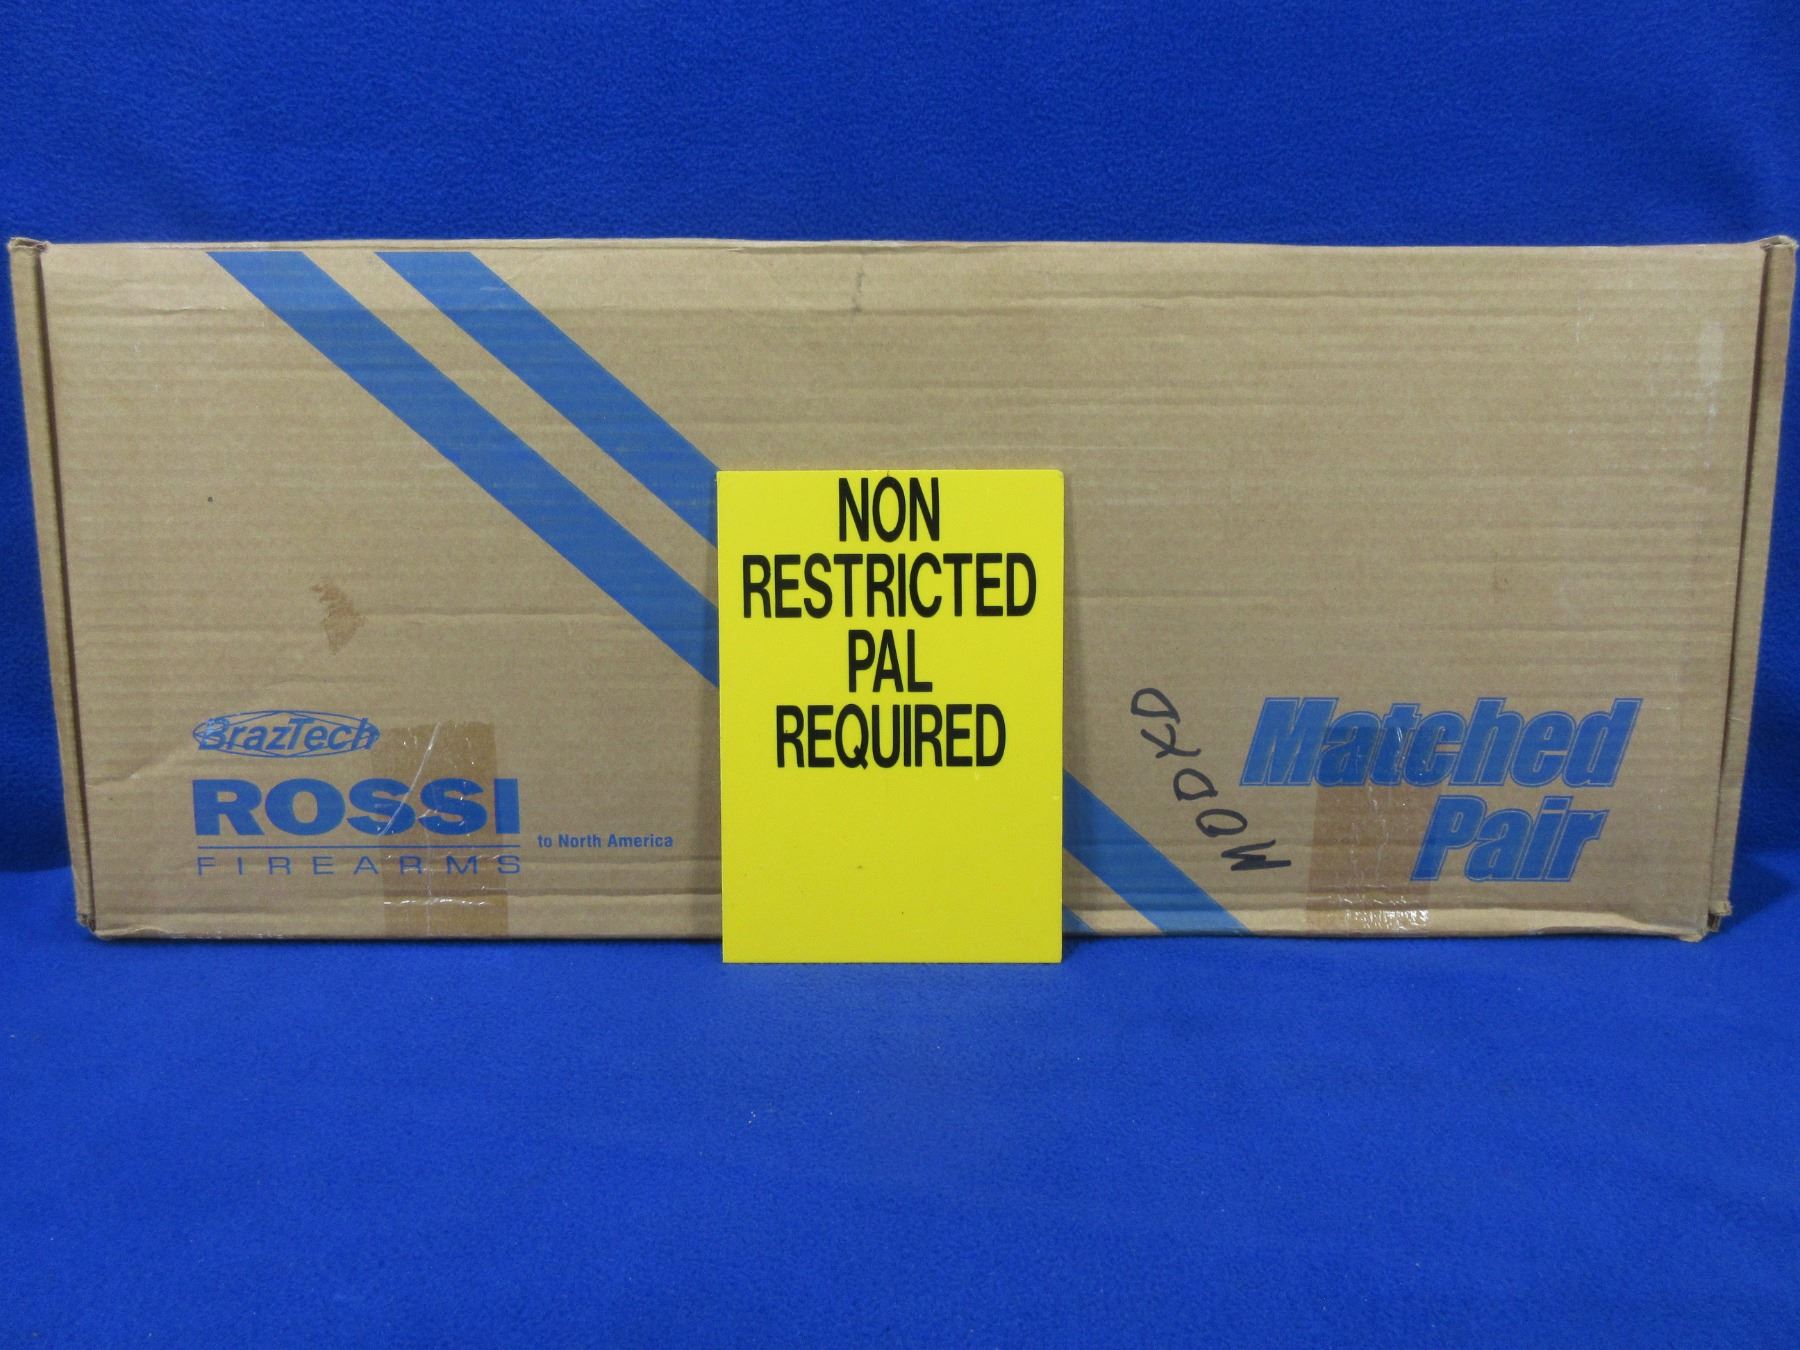 NON
RESTRICTED
PAL
REQUIRED
BrazTech
ROSSI
FIREARMS
to North America
MODXD
Matched
Pair